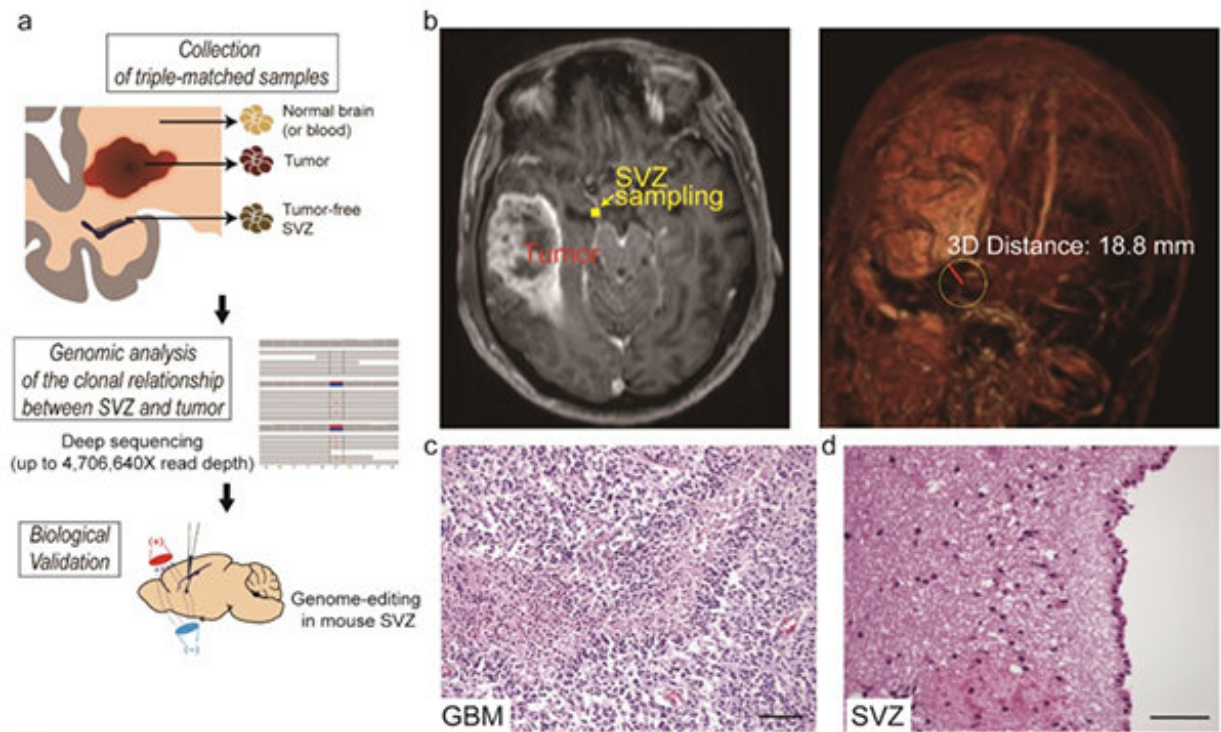 a
Collection
of triple-matched samples
Normal brain
(or blood)
Tumor
Tumor-free
SVZ
Genomic analysis
of the clonal relationship
between SVZ and tumor
Deep sequencing
(up to 4,706,640X read depth)
Biological
Validation
(+)
(-)
Genome-editing
in mouse SVZ
b
SVZ
sampling
Tumor
3D Distance: 18.8 mm
c
GBM
d
SVZ